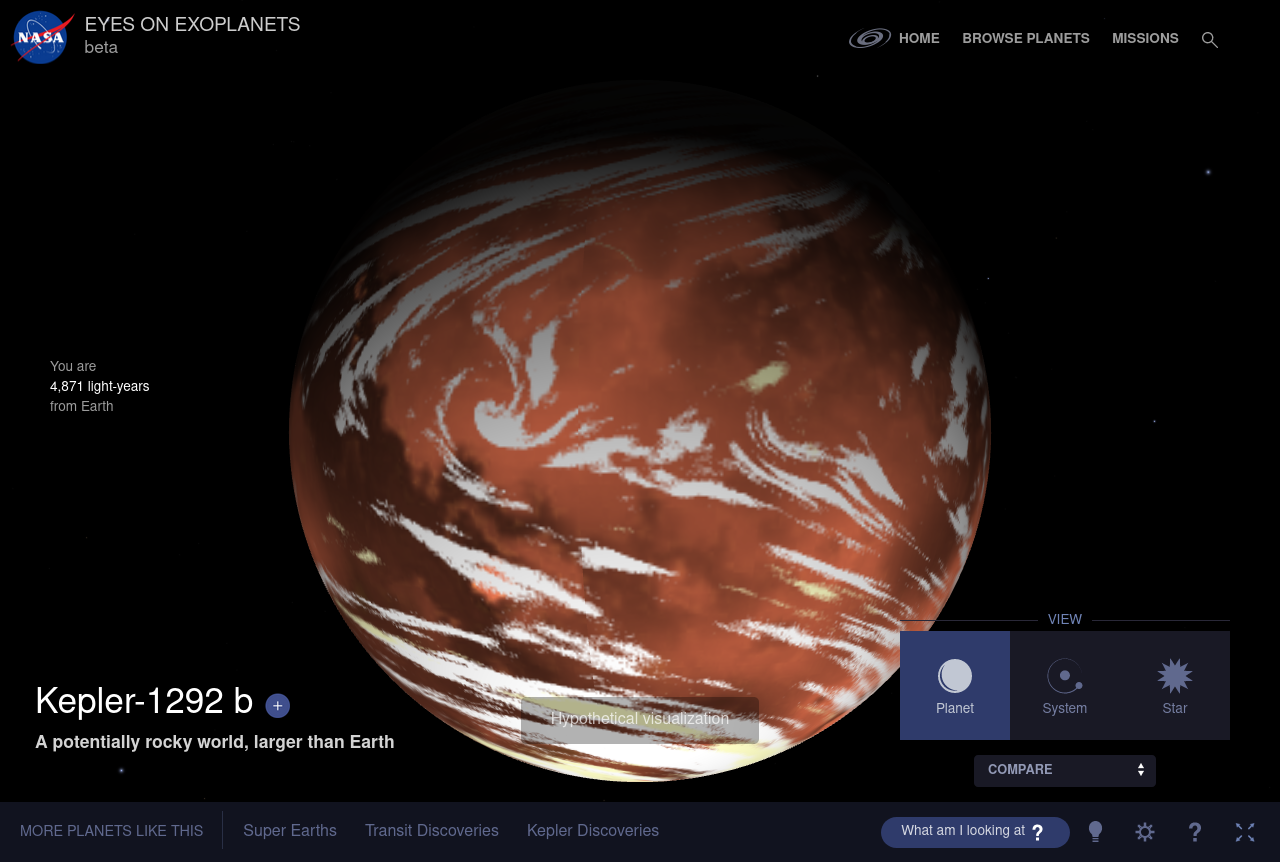 NASA
EYES ON EXOPLANETS
beta
HOME
BROWSE PLANETS
MISSIONS
You are
4,871 light-years
from Earth
VIEW
Planet
System
Star
Kepler-1292 b +
A potentially rocky world, larger than Earth
Hypothetical visualization
COMPARE
MORE PLANETS LIKE THIS
Super Earths
Transit Discoveries
Kepler Discoveries
What am I looking at ?
?